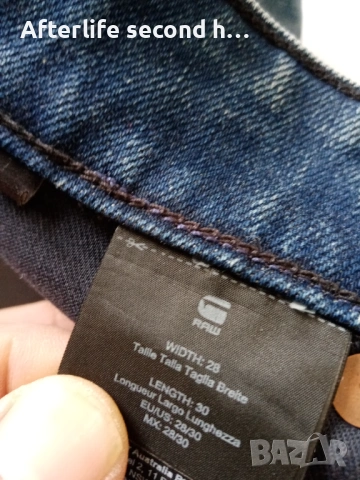 Afterlife second h...
RAW
WIDTH: 28
Taille Talla Taglia Breite
LENGTH: 30
Longueur Largo Lunghezza
EU/US: 28/30
MX: 28/30
Australia
BAZAR